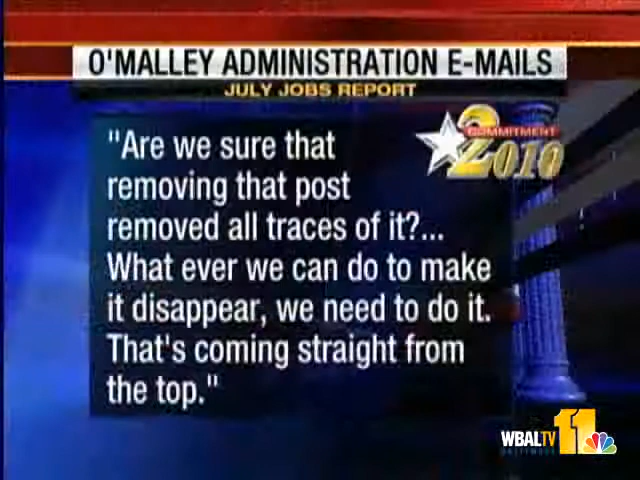 O'MALLEY ADMINISTRATION E-MAILS
JULY JOBS REPORT
COMMITMENT
2010
"Are we sure that
removing that post
removed all traces of it?...
What ever we can do to make
it disappear, we need to do it.
That's coming straight from
the top."
WBALTV 11